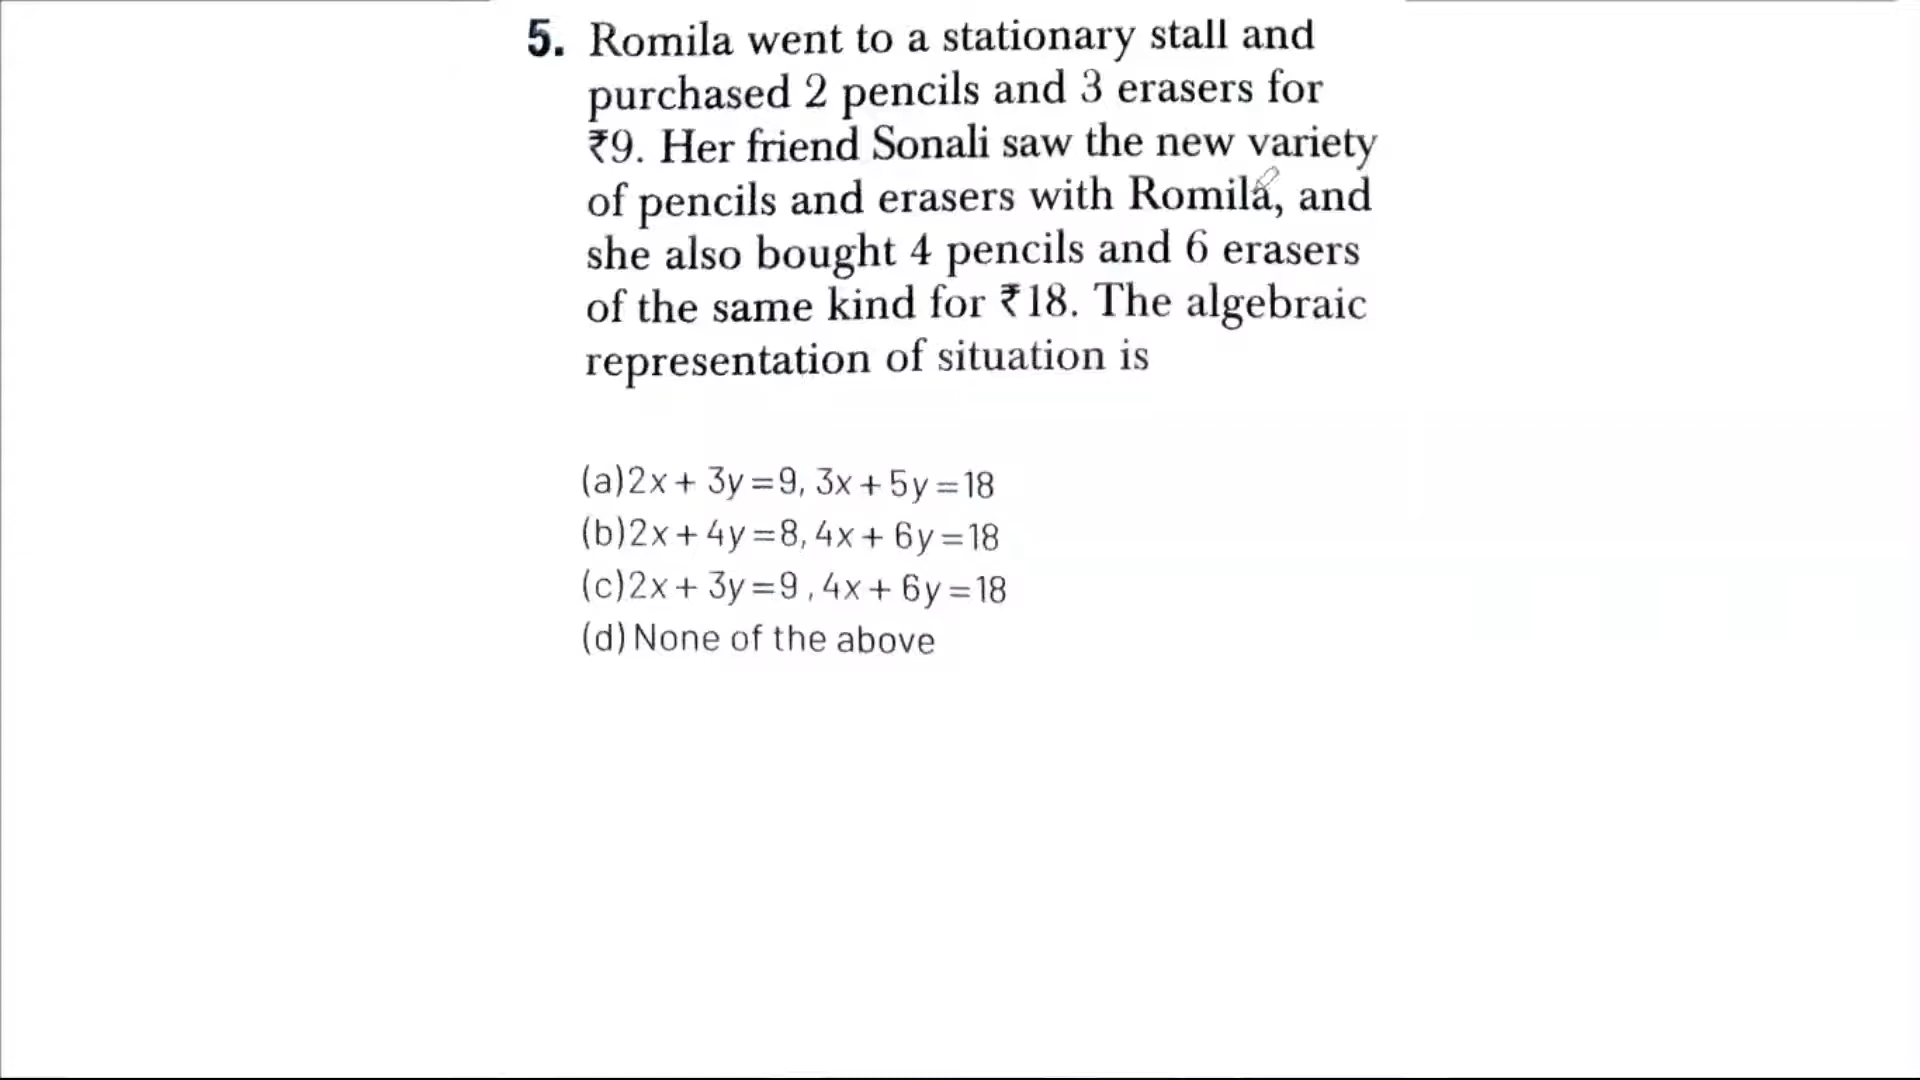 5. Romila went to a stationary stall and
purchased 2 pencils and 3 erasers for
₹9. Her friend Sonali saw the new variety
of pencils and erasers with Romila, and
she also bought 4 pencils and 6 erasers
of the same kind for ₹18. The algebraic
representation of situation is
(a) 2x + 3y = 9, 3x + 5y = 18
(b) 2x + 4y = 8, 4x + 6y = 18
(c) 2x + 3y = 9, 4x + 6y = 18
(d) None of the above